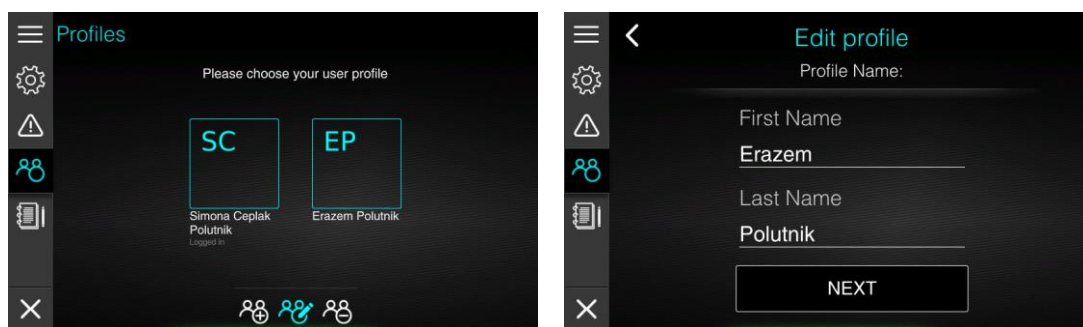 Profiles
Please choose your user profile
SC
EP
Simona Ceplak
Polutnik
Logged in
Erazem Polutnik
Edit profile
Profile Name:
First Name
Erazem
Last Name
Polutnik
NEXT